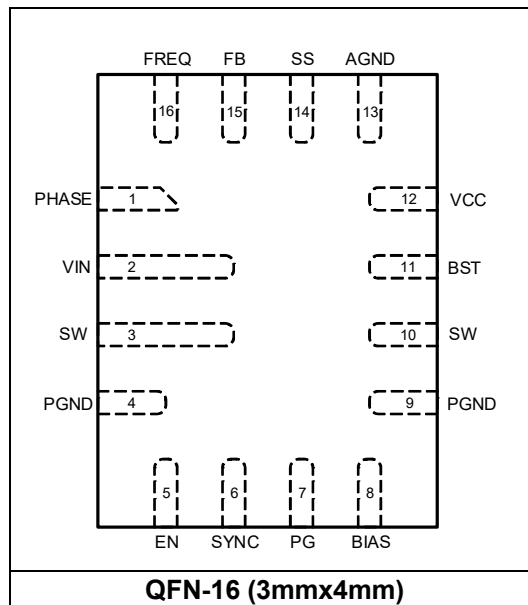 FREQ FB SS AGND
16 15 14 13
PHASE 1 12 VCC
VIN 2 11 BST
SW 3 10 SW
PGND 4 9 PGND
5 6 7 8
EN SYNC PG BIAS
QFN-16 (3mmx4mm)